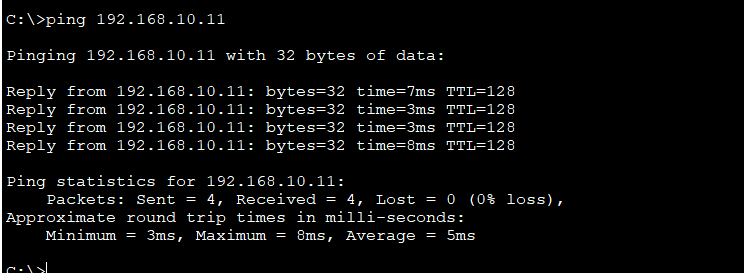 C:\>ping 192.168.10.11
Pinging 192.168.10.11 with 32 bytes of data:
Reply from 192.168.10.11: bytes=32 time=7ms TTL=128
Reply from 192.168.10.11: bytes=32 time=3ms TTL=128
Reply from 192.168.10.11: bytes=32 time=3ms TTL=128
Reply from 192.168.10.11: bytes=32 time=8ms TTL=128
Ping statistics for 192.168.10.11:
    Packets: Sent = 4, Received = 4, Lost = 0 (0% loss),
Approximate round trip times in milli-seconds:
    Minimum = 3ms, Maximum = 8ms, Average = 5ms
C:\>